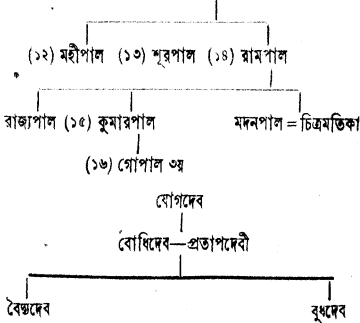 (১২) মহীপাল (১৩) শূরপাল (১৪) রামপাল
রাজ্যপাল (১৫) কুমারপাল মদনপাল = চিত্রমতিকা
(১৬) গোপাল ৩য়
যোগদেব
বোধিদেব—প্রতাপদেবী
বৈদ্যদেব বুধদেব